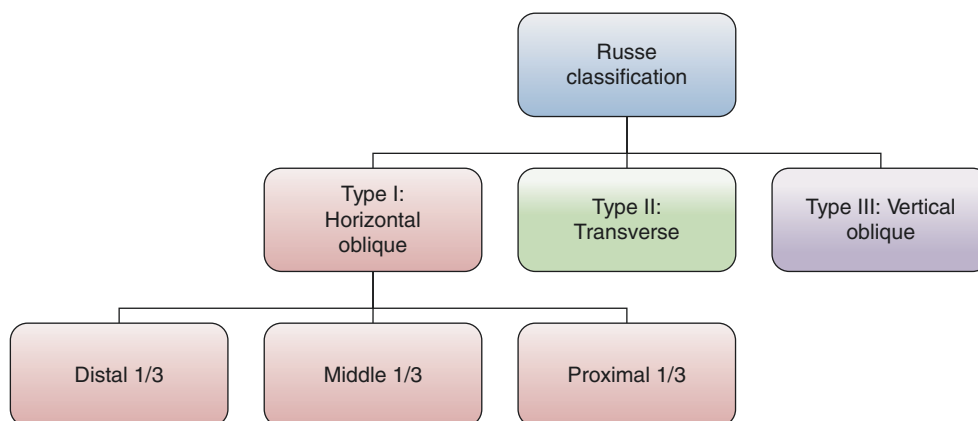 Russe
classification
Type I:
Horizontal
oblique
Type II:
Transverse
Type III: Vertical
oblique
Distal 1/3
Middle 1/3
Proximal 1/3